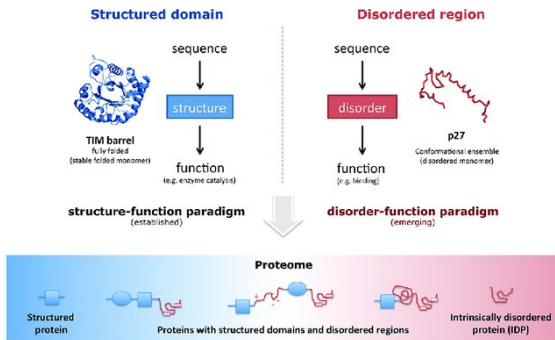 Structured domain
Disordered region
sequence
sequence
structure
disorder
TIM barrel
fully folded
(stable folded monomer)
p27
Conformational ensemble
(disordered monomer)
function
(e.g. enzyme catalysis)
function
(e.g. binding)
structure-function paradigm
(established)
disorder-function paradigm
(emerging)
Proteome
Structured
protein
Proteins with structured domains and disordered regions
Intrinsically disordered
protein (IDP)